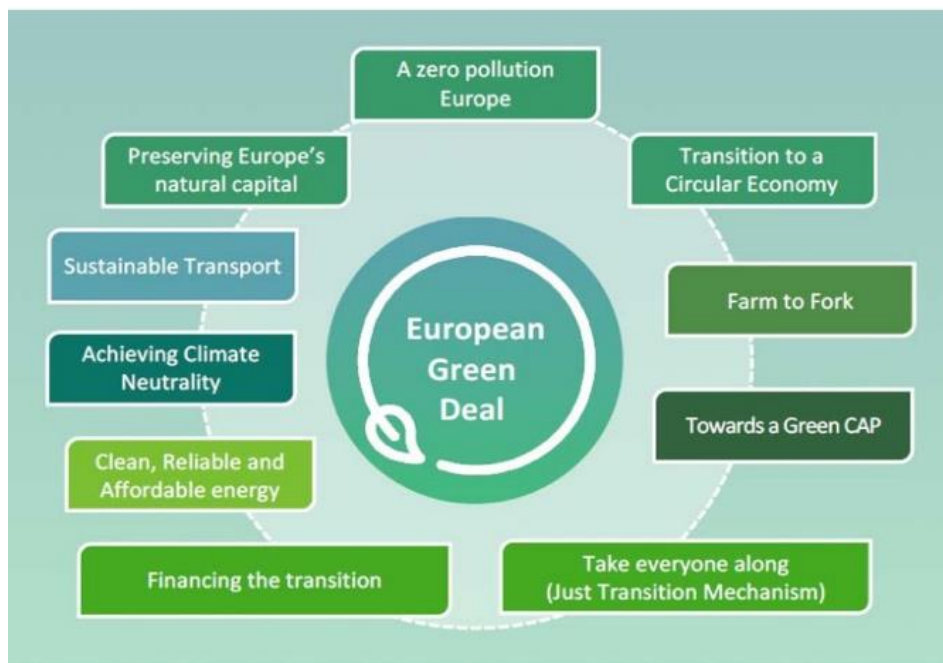 A zero pollution
Europe
Preserving Europe's
natural capital
Transition to a
Circular Economy
Sustainable Transport
Farm to Fork
European
Green
Deal
Achieving Climate
Neutrality
Towards a Green CAP
Clean, Reliable and
Affordable energy
Financing the transition
Take everyone along
(Just Transition Mechanism)